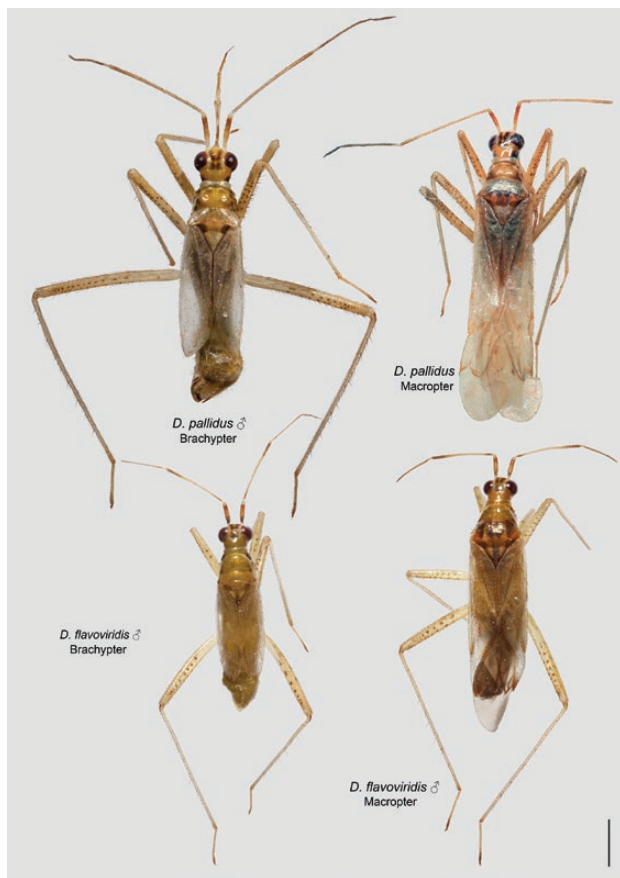 D. pallidus
Macropter
D. pallidus ♂
Brachypter
D. flavoviridis ♂
Brachypter
D. flavoviridis ♂
Macropter